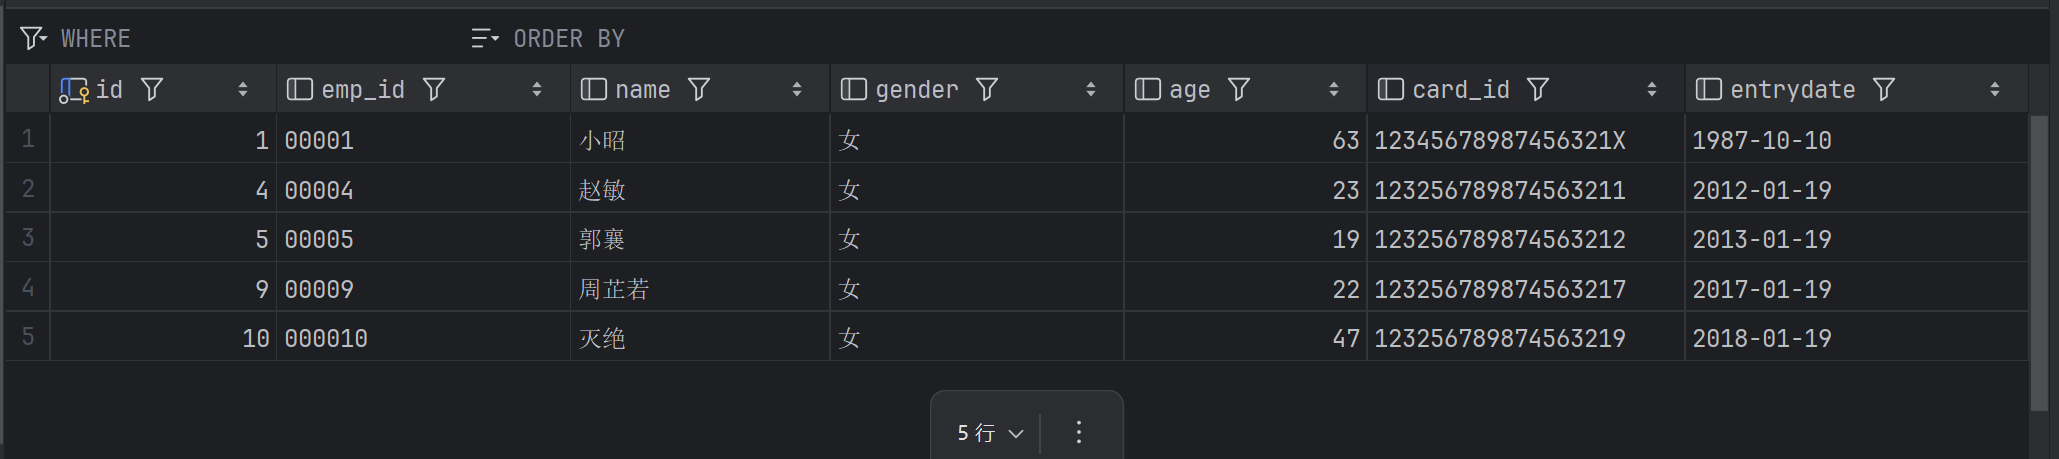 WHERE ORDER BY
id emp_id name gender age card_id entrydate
1 1 00001 小昭 女 63 12345678987456321X 1987-10-10
2 4 00004 赵敏 女 23 123256789874563211 2012-01-19
3 5 00005 郭襄 女 19 123256789874563212 2013-01-19
4 9 00009 周芷若 女 22 123256789874563217 2017-01-19
5 10 000010 灭绝 女 47 123256789874563219 2018-01-19
5 行